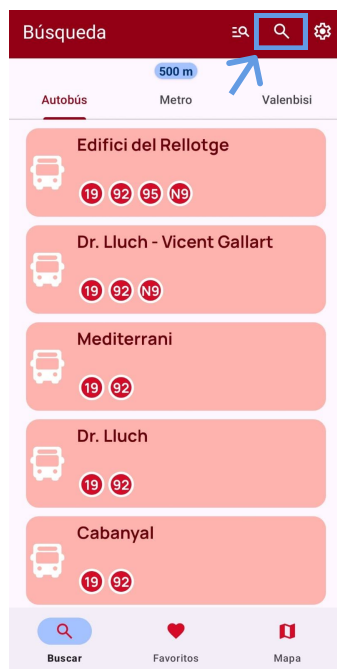 Búsqueda
500 m
Autobús Metro Valenbisi
Edifici del Rellotge
19 92 95 N9
Dr. Lluch - Vicent Gallart
19 92 N9
Mediterrani
19 92
Dr. Lluch
19 92
Cabanyal
19 92
Buscar Favoritos Mapa